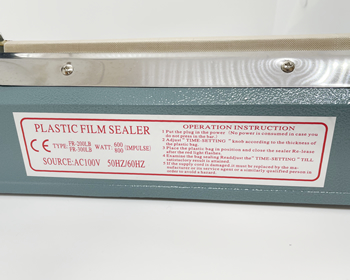 PLASTIC FILM SEALER
CE TYPE: FR-200LB WATT: 600 (IMPULSE)
FR-300LB 800
SOURCE:AC100V 50HZ/60HZ
OPERATION INSTRUCTION
1 Put the plug in the power (No power is consumed in case you
do not press in the bar.)
2 Adjust "TIME-SETTING" knob according to the thickness of
the plastic bag.
3 Place the plastic bag in position and close the sealer Re-lease
after the red light flashes.
4 Examine the bag sealing Readdjust the "TIME-SETTING" TILL
satisfactory result is ensured.
5 If the supply cord is damaged it must be replaced by the ma-
nufacturer or its service agent or a similarly qualified person in
order to avoid a hazard.